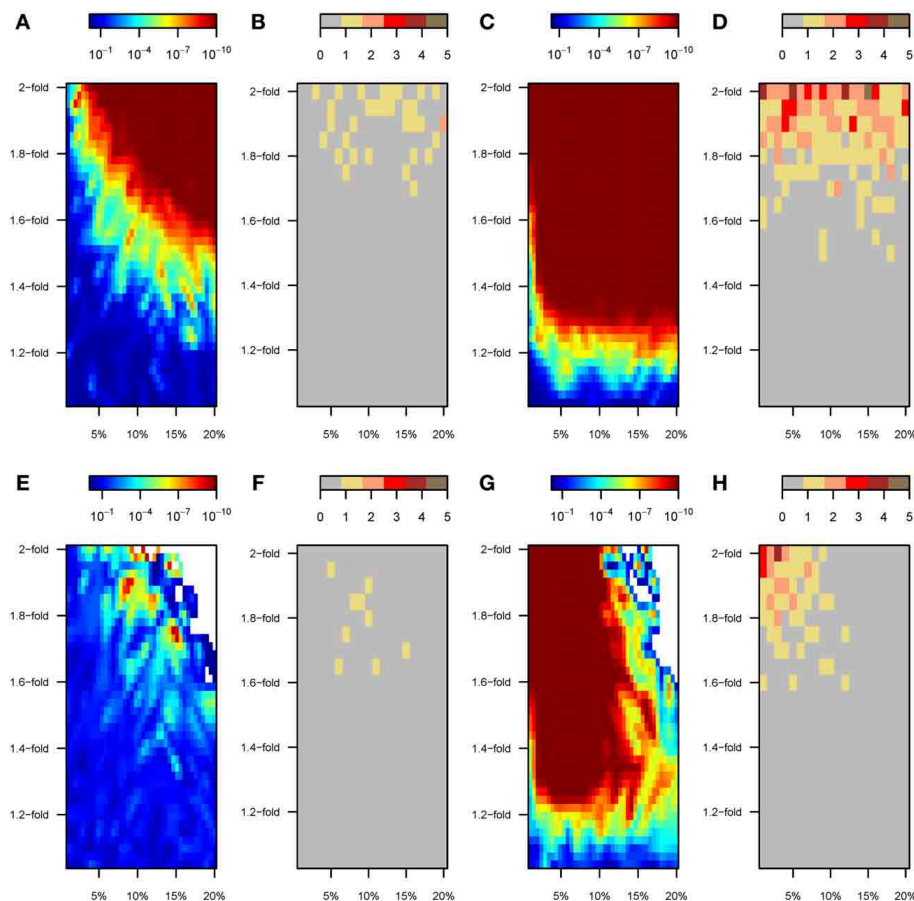 A B C D
10⁻¹ 10⁻⁴ 10⁻⁷ 10⁻¹⁰ 0 1 2 3 4 5 10⁻¹ 10⁻⁴ 10⁻⁷ 10⁻¹⁰ 0 1 2 3 4 5
2−fold 2−fold 2−fold 2−fold
1.8−fold 1.8−fold 1.8−fold 1.8−fold
1.6−fold 1.6−fold 1.6−fold 1.6−fold
1.4−fold 1.4−fold 1.4−fold 1.4−fold
1.2−fold 1.2−fold 1.2−fold 1.2−fold
5% 10% 15% 20% 5% 10% 15% 20% 5% 10% 15% 20% 5% 10% 15% 20%
E F G H
10⁻¹ 10⁻⁴ 10⁻⁷ 10⁻¹⁰ 0 1 2 3 4 5 10⁻¹ 10⁻⁴ 10⁻⁷ 10⁻¹⁰ 0 1 2 3 4 5
2−fold 2−fold 2−fold 2−fold
1.8−fold 1.8−fold 1.8−fold 1.8−fold
1.6−fold 1.6−fold 1.6−fold 1.6−fold
1.4−fold 1.4−fold 1.4−fold 1.4−fold
1.2−fold 1.2−fold 1.2−fold 1.2−fold
5% 10% 15% 20% 5% 10% 15% 20% 5% 10% 15% 20% 5% 10% 15% 20%